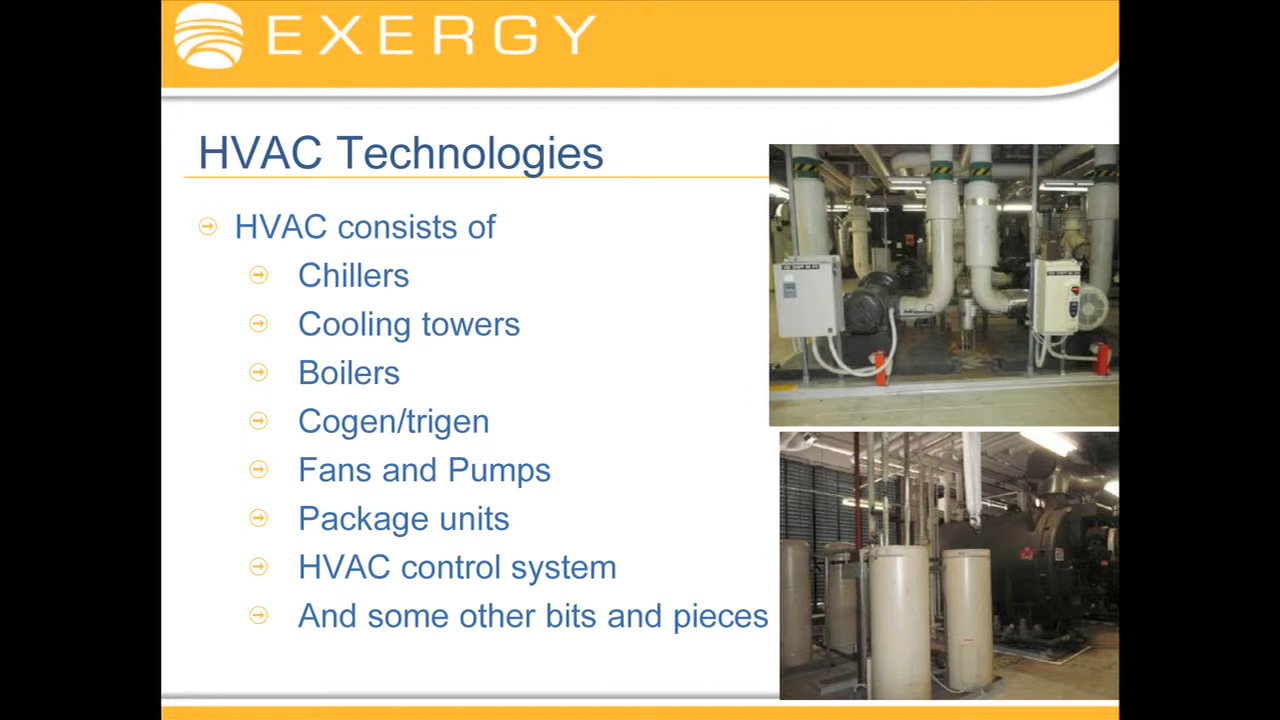 EXERGY
HVAC Technologies
HVAC consists of
Chillers
Cooling towers
Boilers
Cogen/trigen
Fans and Pumps
Package units
HVAC control system
And some other bits and pieces